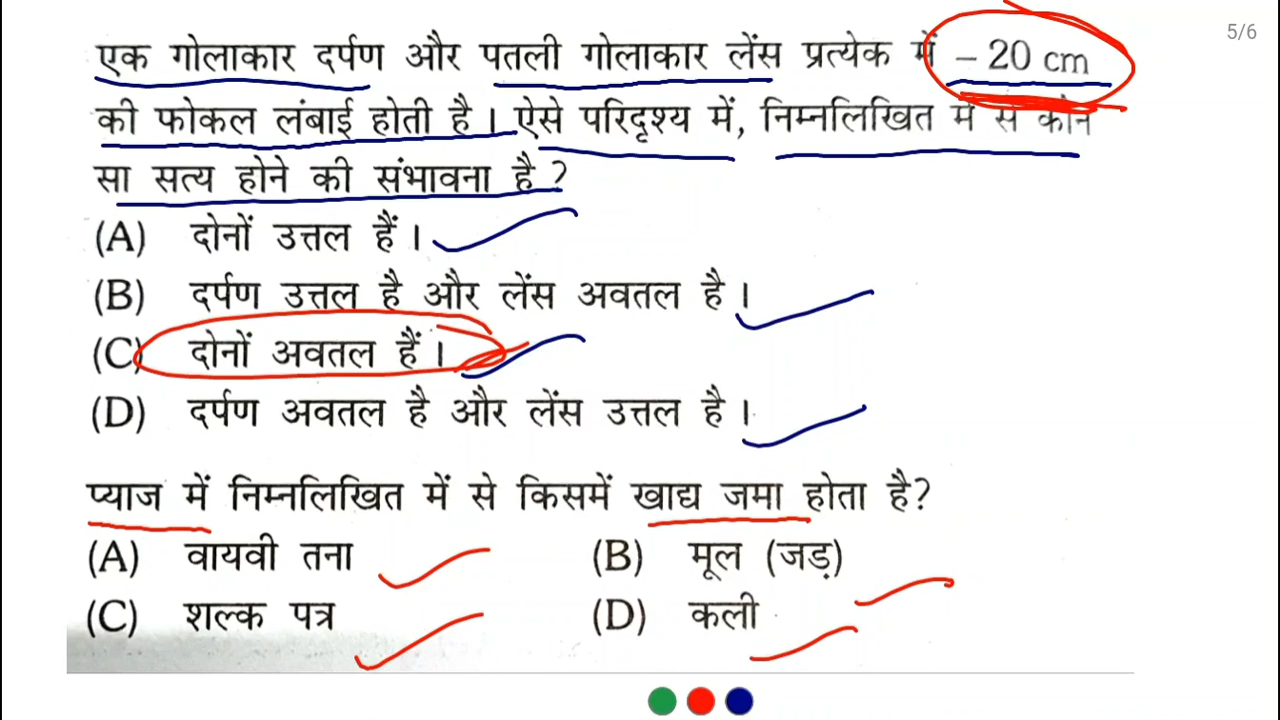 5/6
एक गोलाकार दर्पण और पतली गोलाकार लेंस प्रत्येक में – 20 cm
की फोकल लंबाई होती है । ऐसे परिदृश्य में, निम्नलिखित में से कौन
सा सत्य होने की संभावना है ?
(A) दोनों उत्तल हैं ।
(B) दर्पण उत्तल है और लेंस अवतल है ।
(C) दोनों अवतल हैं ।
(D) दर्पण अवतल है और लेंस उत्तल है ।
प्याज में निम्नलिखित में से किसमें खाद्य जमा होता है?
(A) वायवी तना (B) मूल (जड़)
(C) शल्क पत्र (D) कली